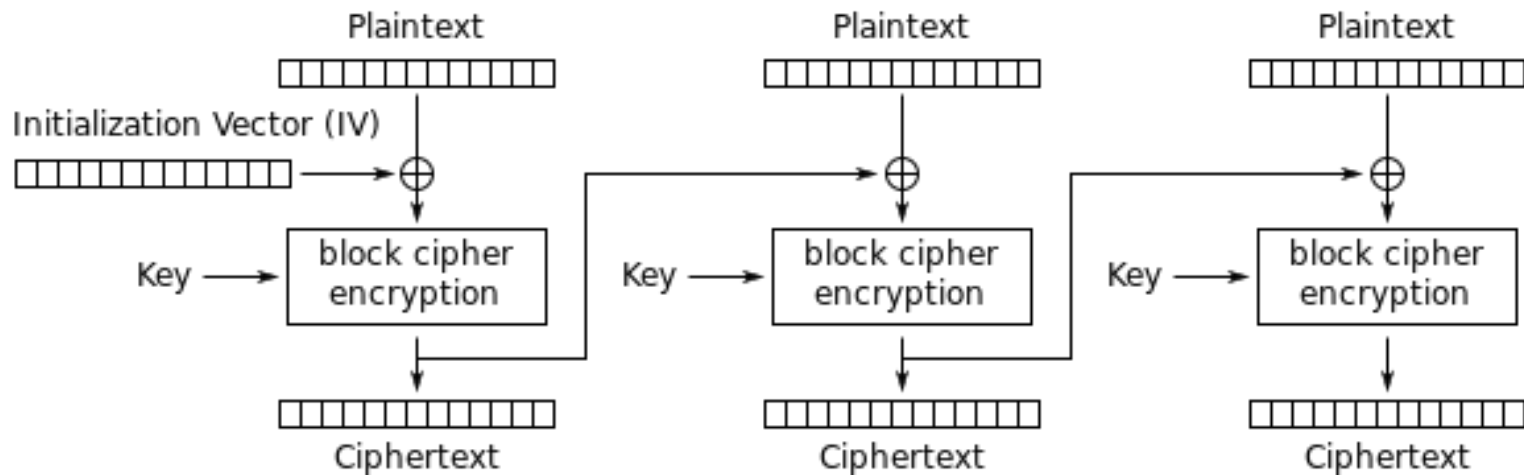 Plaintext
Plaintext
Plaintext
Initialization Vector (IV)
Key
block cipher
encryption
Key
block cipher
encryption
Key
block cipher
encryption
Ciphertext
Ciphertext
Ciphertext